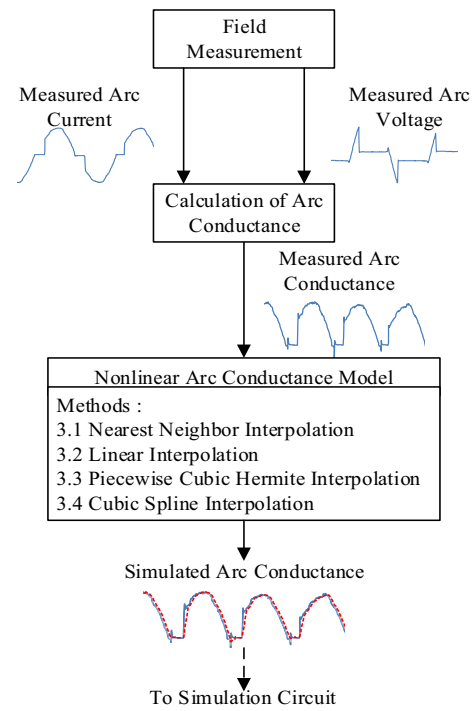 Field
Measurement
Measured Arc
Current
Measured Arc
Voltage
Calculation of Arc
Conductance
Measured Arc
Conductance
Nonlinear Arc Conductance Model
Methods :
3.1 Nearest Neighbor Interpolation
3.2 Linear Interpolation
3.3 Piecewise Cubic Hermite Interpolation
3.4 Cubic Spline Interpolation
Simulated Arc Conductance
To Simulation Circuit